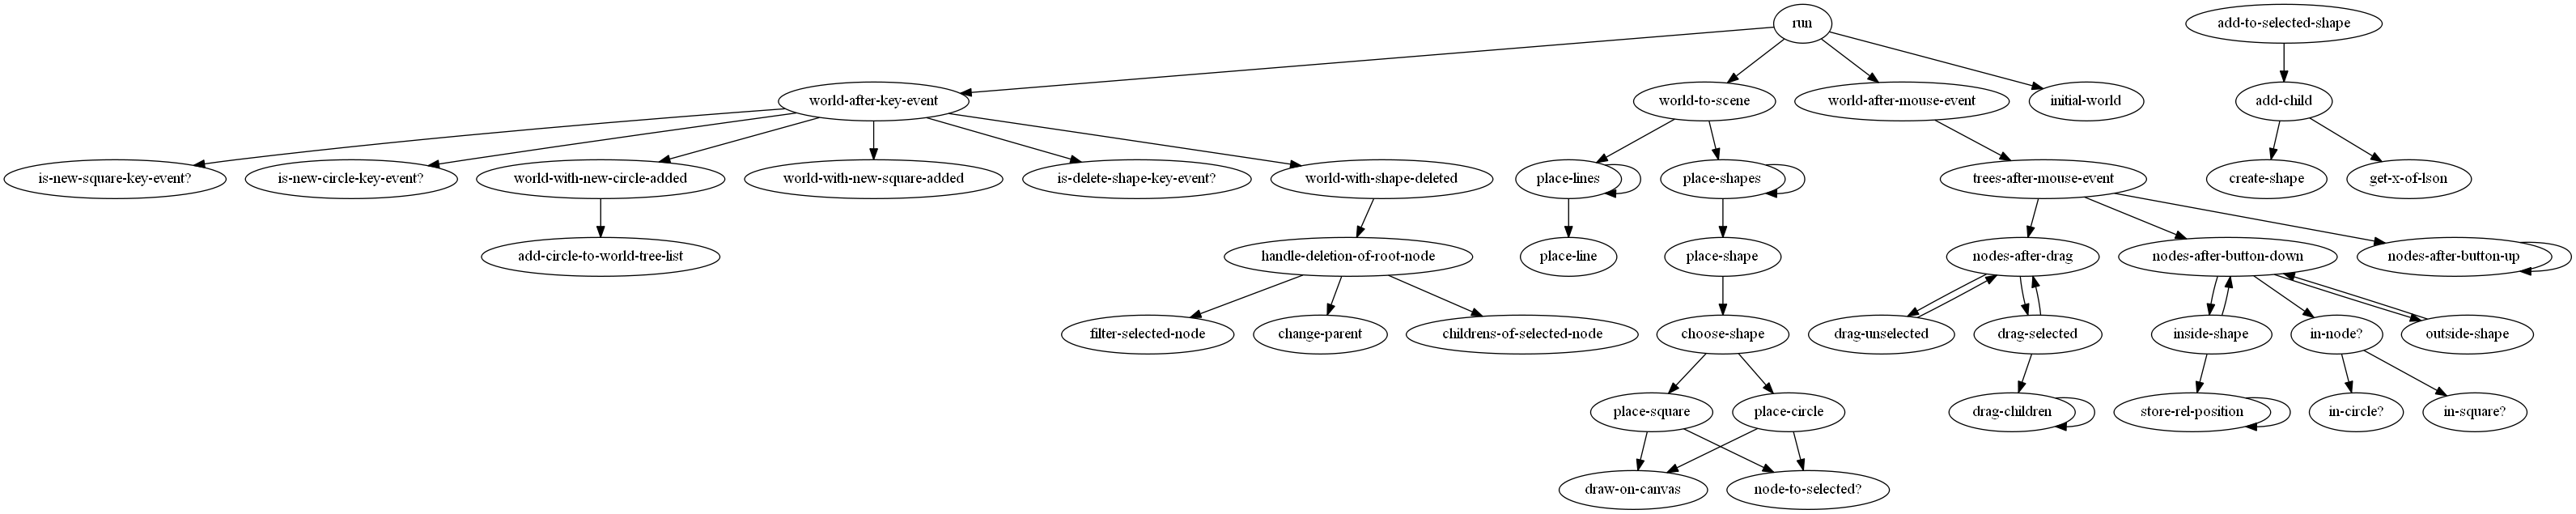 run
add-to-selected-shape
world-after-key-event
world-to-scene
world-after-mouse-event
initial-world
add-child
is-new-square-key-event?
is-new-circle-key-event?
world-with-new-circle-added
world-with-new-square-added
is-delete-shape-key-event?
world-with-shape-deleted
place-lines
place-shapes
trees-after-mouse-event
create-shape
get-x-of-lson
add-circle-to-world-tree-list
handle-deletion-of-root-node
place-line
place-shape
nodes-after-drag
nodes-after-button-down
nodes-after-button-up
filter-selected-node
change-parent
childrens-of-selected-node
choose-shape
drag-unselected
drag-selected
inside-shape
in-node?
outside-shape
place-square
place-circle
drag-children
store-rel-position
in-circle?
in-square?
draw-on-canvas
node-to-selected?